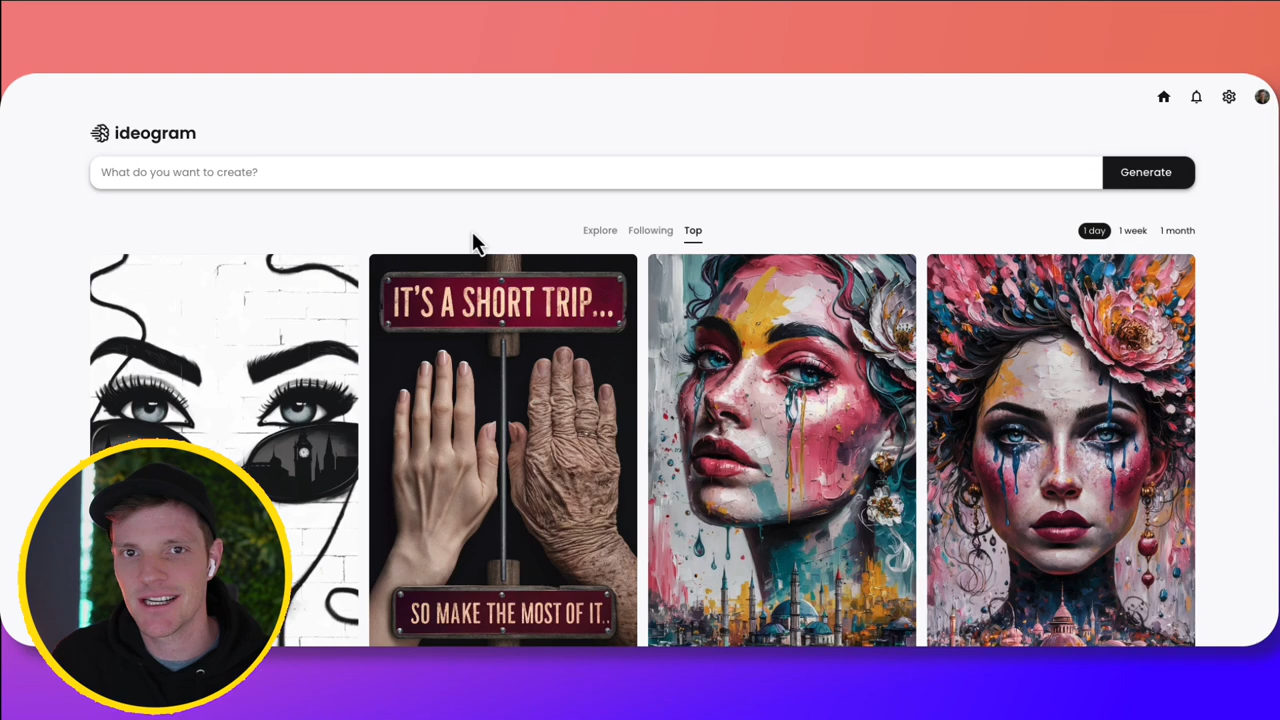 ideogram
What do you want to create?
Generate
Explore
Following
Top
1 day
1 week
1 month
IT'S A SHORT TRIP...
SO MAKE THE MOST OF IT.